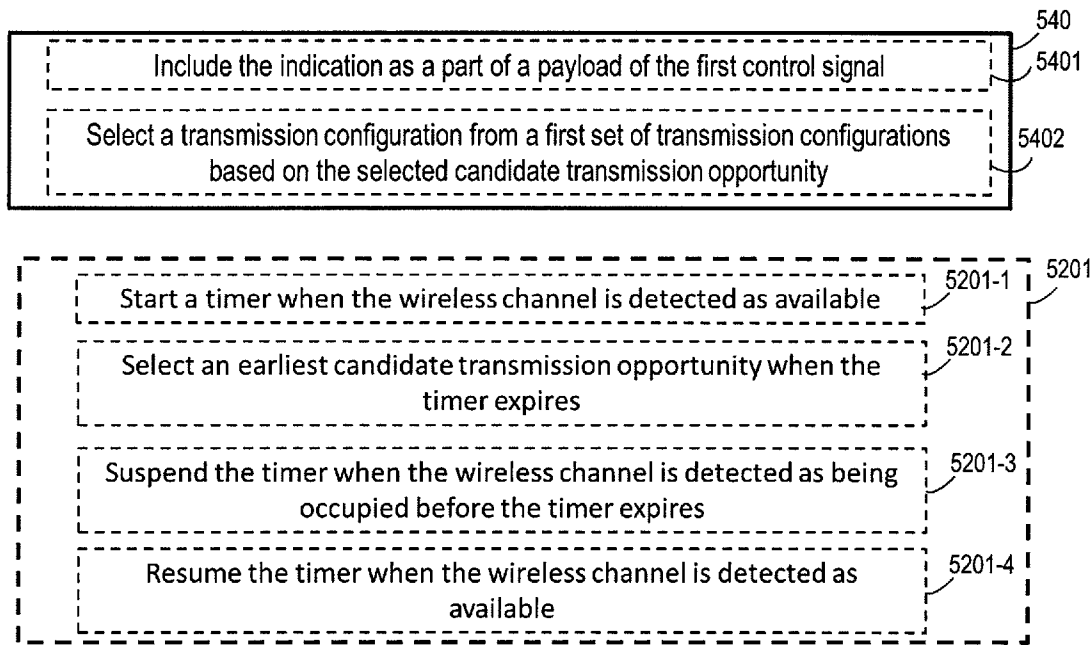 540
Include the indication as a part of a payload of the first control signal
5401
Select a transmission configuration from a first set of transmission configurations
based on the selected candidate transmission opportunity
5402
5201
Start a timer when the wireless channel is detected as available
5201-1
Select an earliest candidate transmission opportunity when the
timer expires
5201-2
Suspend the timer when the wireless channel is detected as being
occupied before the timer expires
5201-3
Resume the timer when the wireless channel is detected as
available
5201-4